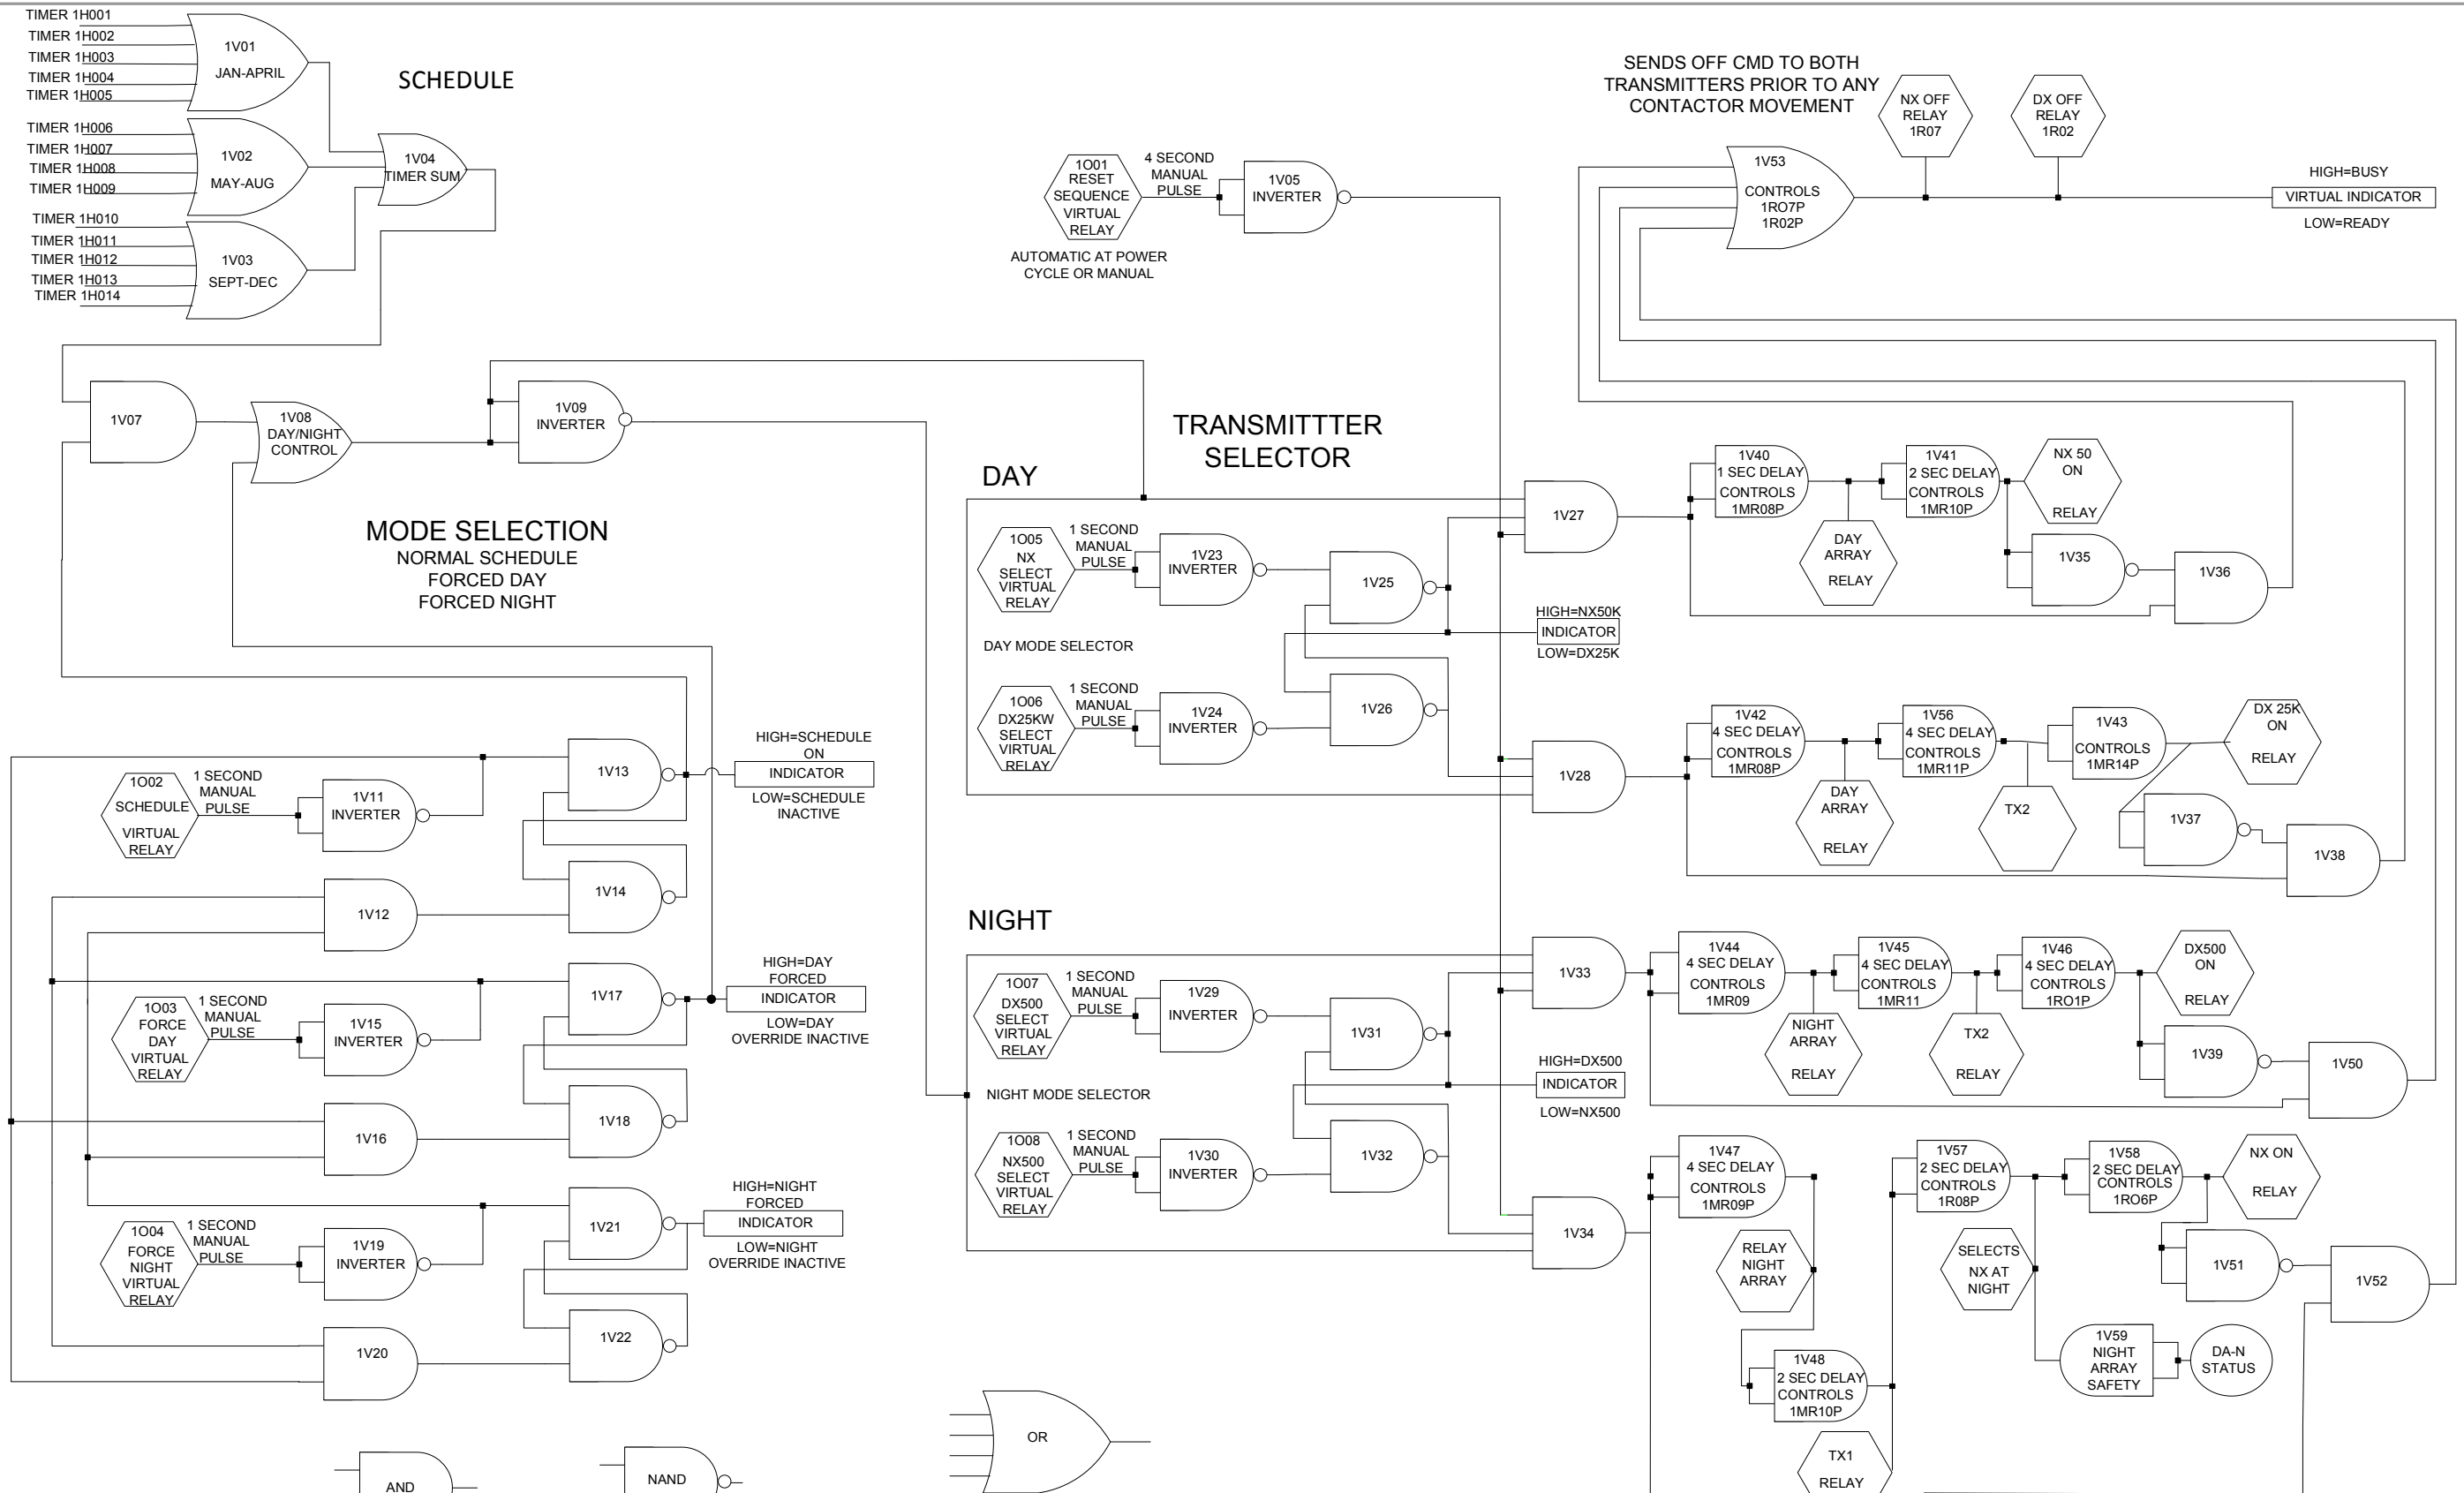 TIMER 1H001
TIMER 1H002
TIMER 1H003
TIMER 1H004
TIMER 1H005
1V01
JAN-APRIL
SCHEDULE
TIMER 1H006
TIMER 1H007
TIMER 1H008
TIMER 1H009
1V02
MAY-AUG
1V04
TIMER SUM
TIMER 1H010
TIMER 1H011
TIMER 1H012
TIMER 1H013
TIMER 1H014
1V03
SEPT-DEC
1V07
1V08
DAY/NIGHT
CONTROL
1V09
INVERTER
MODE SELECTION
NORMAL SCHEDULE
FORCED DAY
FORCED NIGHT
1O02
SCHEDULE
VIRTUAL
RELAY
1 SECOND
MANUAL
PULSE
1V11
INVERTER
1V13
HIGH=SCHEDULE
ON
INDICATOR
LOW=SCHEDULE
INACTIVE
1V12
1V14
1O03
FORCE
DAY
VIRTUAL
RELAY
1 SECOND
MANUAL
PULSE
1V15
INVERTER
1V17
HIGH=DAY
FORCED
INDICATOR
LOW=DAY
OVERRIDE INACTIVE
1V16
1V18
1O04
FORCE
NIGHT
VIRTUAL
RELAY
1 SECOND
MANUAL
PULSE
1V19
INVERTER
1V21
HIGH=NIGHT
FORCED
INDICATOR
LOW=NIGHT
OVERRIDE INACTIVE
1V20
1V22
AND
NAND
OR
1O01
RESET
SEQUENCE
VIRTUAL
RELAY
4 SECOND
MANUAL
PULSE
1V05
INVERTER
AUTOMATIC AT POWER
CYCLE OR MANUAL
SENDS OFF CMD TO BOTH
TRANSMITTERS PRIOR TO ANY
CONTACTOR MOVEMENT
NX OFF
RELAY
1R07
DX OFF
RELAY
1R02
1V53
CONTROLS
1RO7P
1R02P
HIGH=BUSY
VIRTUAL INDICATOR
LOW=READY
TRANSMITTTER
SELECTOR
DAY
1O05
NX
SELECT
VIRTUAL
RELAY
1 SECOND
MANUAL
PULSE
1V23
INVERTER
1V25
1V27
HIGH=NX50K
INDICATOR
LOW=DX25K
DAY MODE SELECTOR
1O06
DX25KW
SELECT
VIRTUAL
RELAY
1 SECOND
MANUAL
PULSE
1V24
INVERTER
1V26
1V28
1V40
1 SEC DELAY
CONTROLS
1MR08P
DAY
ARRAY
RELAY
1V41
2 SEC DELAY
CONTROLS
1MR10P
NX 50
ON
RELAY
1V35
1V36
1V42
4 SEC DELAY
CONTROLS
1MR08P
DAY
ARRAY
RELAY
1V56
4 SEC DELAY
CONTROLS
1MR11P
TX2
1V43
CONTROLS
1MR14P
DX 25K
ON
RELAY
1V37
1V38
NIGHT
1O07
DX500
SELECT
VIRTUAL
RELAY
1 SECOND
MANUAL
PULSE
1V29
INVERTER
1V31
1V33
HIGH=DX500
INDICATOR
LOW=NX500
NIGHT MODE SELECTOR
1O08
NX500
SELECT
VIRTUAL
RELAY
1 SECOND
MANUAL
PULSE
1V30
INVERTER
1V32
1V34
1V44
4 SEC DELAY
CONTROLS
1MR09
NIGHT
ARRAY
RELAY
1V45
4 SEC DELAY
CONTROLS
1MR11
TX2
RELAY
1V46
4 SEC DELAY
CONTROLS
1RO1P
DX500
ON
RELAY
1V39
1V50
1V47
4 SEC DELAY
CONTROLS
1MR09P
RELAY
NIGHT
ARRAY
1V48
2 SEC DELAY
CONTROLS
1MR10P
TX1
RELAY
1V57
2 SEC DELAY
CONTROLS
1R08P
SELECTS
NX AT
NIGHT
1V58
2 SEC DELAY
CONTROLS
1RO6P
NX ON
RELAY
1V51
1V52
1V59
NIGHT
ARRAY
SAFETY
DA-N
STATUS